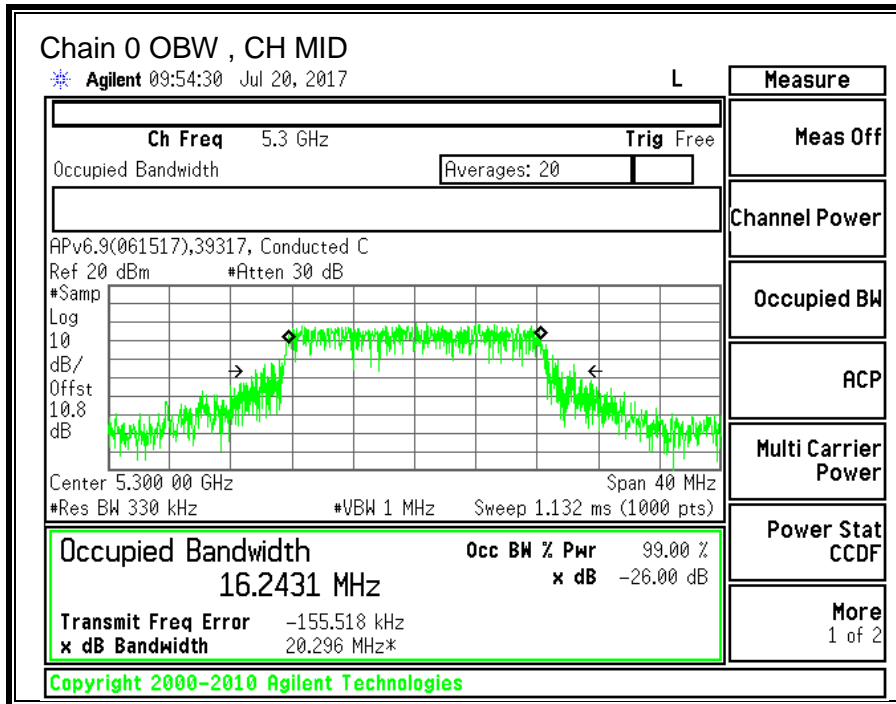 Chain 0 OBW , CH MID
Agilent 09:54:30 Jul 20, 2017 L
Measure
Ch Freq 5.3 GHz Trig Free
Occupied Bandwidth Averages: 20
APv6.9(061517),39317, Conducted C
Ref 20 dBm #Atten 30 dB
#Samp
Log
10
dB/
Offst
10.8
dB
Center 5.300 00 GHz Span 40 MHz
#Res BW 330 kHz #VBW 1 MHz Sweep 1.132 ms (1000 pts)
Occupied Bandwidth Occ BW % Pwr 99.00 %
16.2431 MHz x dB -26.00 dB
Transmit Freq Error -155.518 kHz
x dB Bandwidth 20.296 MHz*
Copyright 2000-2010 Agilent Technologies
Meas Off
Channel Power
Occupied BW
ACP
Multi Carrier
Power
Power Stat
CCDF
More
1 of 2